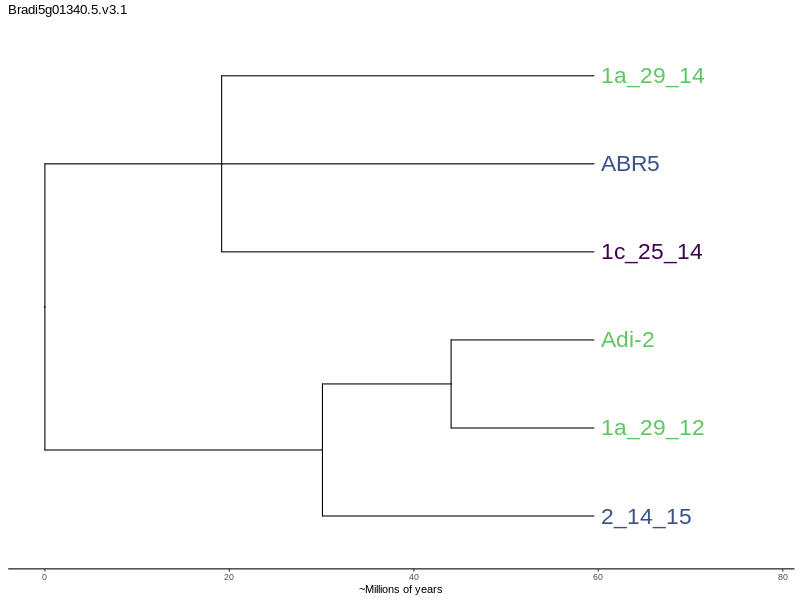 Bradi5g01340.5.v3.1
1a_29_14
ABR5
1c_25_14
Adi-2
1a_29_12
2_14_15
0 20 40 60 80
~Millions of years